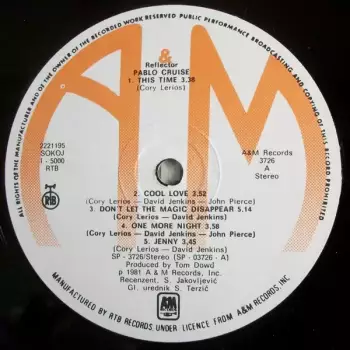 ALL RIGHTS OF THE MANUFACTURER AND OF THE OWNER OF THE RECORDED WORK RESERVED PUBLIC PERFORMANCE BROADCASTING AND COPYING OF THIS RECORD PROHIBITED
&
A M
Reflector
PABLO CRUISE
1. THIS TIME 3.38
(Cory Lerios)
2221195
SOKOJ
I - 5000
RTB
RTB
A&M Records
3726
A
Stereo
2. COOL LOVE 3.52
(Cory Lerios — David Jenkins — John Pierce)
3. DON'T LET THE MAGIC DISAPPEAR 5.14
(Cory Lerios — David Jenkins)
4. ONE MORE NIGHT 3.58
(Cory Lerios — David Jenkins — John Pierce)
5. JENNY 3,45
(Cory Lerios — David Jenkins)
SP - 3726/Stereo (SP - 03726 - A)
Produced by Tom Dowd
p 1981 A & M Records, Inc.
Recenzent, S. Jakovljević
Gl. urednik S. Terzić
A&M
MANUFACTURED BY RTB RECORDS UNDER LICENCE FROM A&M RECORDS, INC